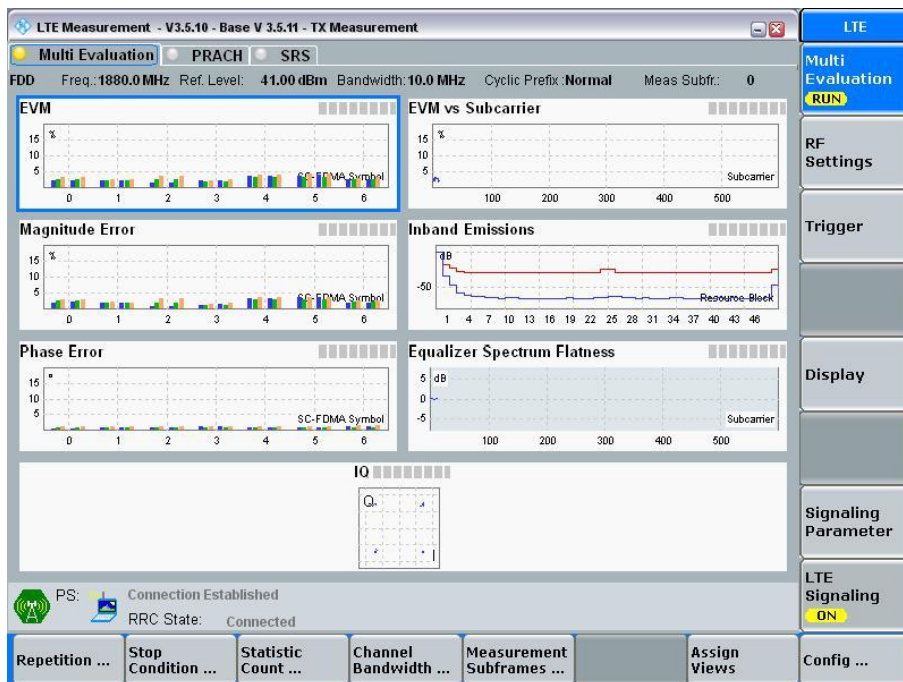 LTE Measurement - V3.5.10 - Base V 3.5.11 - TX Measurement
LTE
Multi Evaluation PRACH SRS
FDD Freq.: 1880.0 MHz Ref. Level: 41.00 dBm Bandwidth: 10.0 MHz Cyclic Prefix :Normal Meas Subfr.: 0
Multi
Evaluation
RUN
RF
Settings
Trigger
Display
Signaling
Parameter
LTE
Signaling
ON
EVM
%
15
10
5
SC-FDMA Symbol
0 1 2 3 4 5 6
EVM vs Subcarrier
%
15
10
5
Subcarrier
100 200 300 400 500
Magnitude Error
%
15
10
5
SC-FDMA Symbol
0 1 2 3 4 5 6
Inband Emissions
dB
-50
Resource Block
1 4 7 10 13 16 19 22 25 28 31 34 37 40 43 46
Phase Error
°
15
10
5
SC-FDMA Symbol
0 1 2 3 4 5 6
Equalizer Spectrum Flatness
5 dB
0
-5
Subcarrier
100 200 300 400 500
IQ
Q
I
PS: Connection Established
RRC State: Connected
Repetition ...
Stop
Condition ...
Statistic
Count ...
Channel
Bandwidth ...
Measurement
Subframes ...
Assign
Views
Config ...